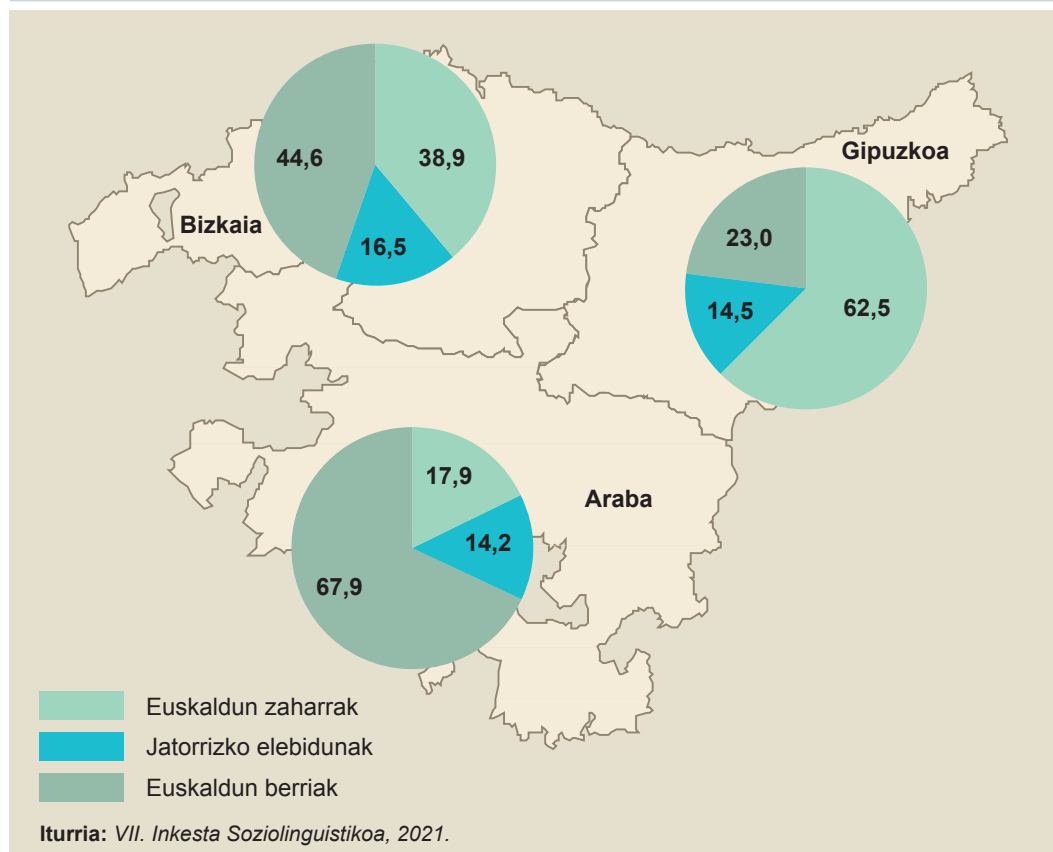 44,6
38,9
16,5
Bizkaia
Gipuzkoa
23,0
14,5
62,5
17,9
14,2
67,9
Araba
Euskaldun zaharrak
Jatorrizko elebidunak
Euskaldun berriak
Iturria: VII. Inkesta Soziolinguistikoa, 2021.